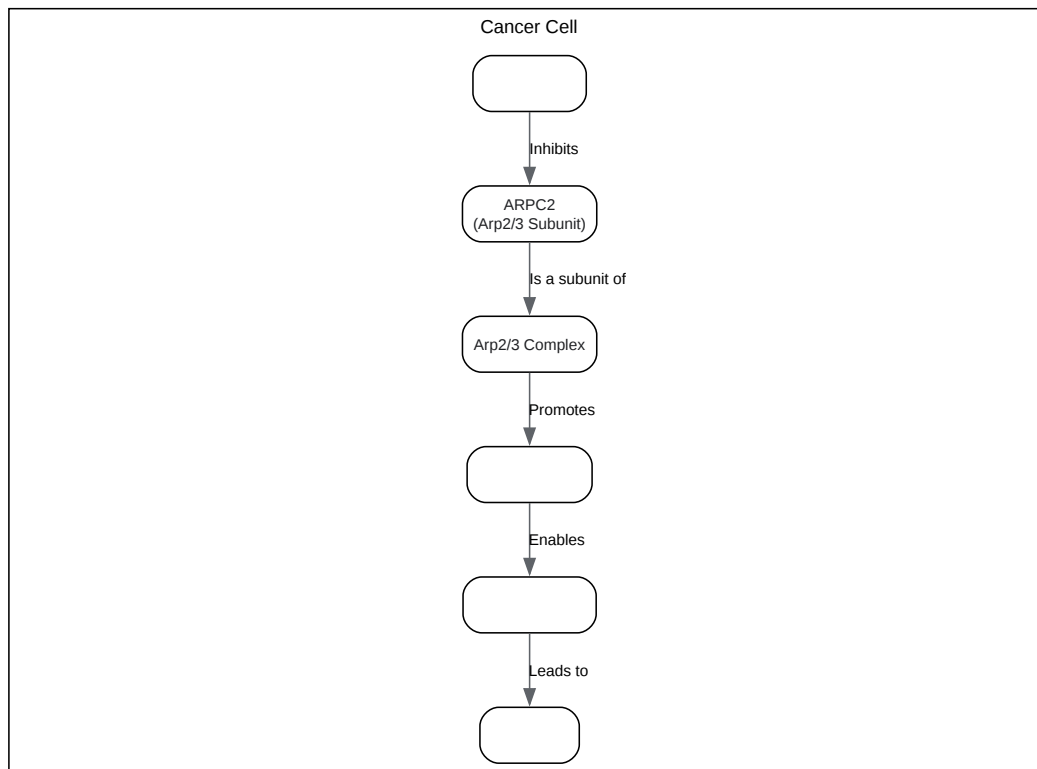 Cancer Cell
Inhibits
ARPC2
(Arp2/3 Subunit)
Is a subunit of
Arp2/3 Complex
Promotes
Enables
Leads to